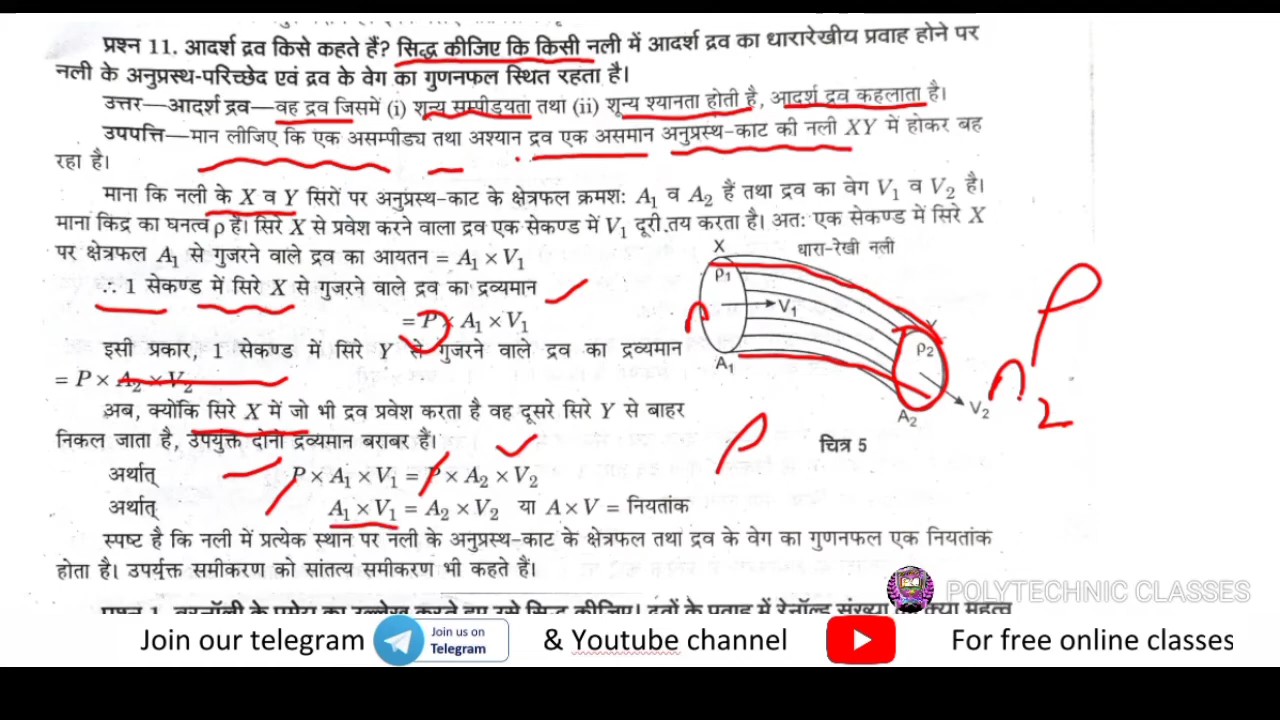 प्रश्न 11. आदर्श द्रव किसे कहते हैं? सिद्ध कीजिए कि किसी नली में आदर्श द्रव का धारारेखीय प्रवाह होने पर
नली के अनुप्रस्थ-परिच्छेद एवं द्रव के वेग का गुणनफल स्थित रहता है।
उत्तर—आदर्श द्रव—वह द्रव जिसमें (i) शून्य सम्पीड्यता तथा (ii) शून्य श्यानता होती है, आदर्श द्रव कहलाता है।
उपपत्ति—मान लीजिए कि एक असम्पीड्य तथा अश्यान द्रव एक असमान अनुप्रस्थ-काट की नली XY में होकर बह
रहा है।
माना कि नली के X व Y सिरों पर अनुप्रस्थ-काट के क्षेत्रफल क्रमश: A₁ व A₂ हैं तथा द्रव का वेग V₁ व V₂ है।
माना किद्र का घनत्व ρ है। सिरे X से प्रवेश करने वाला द्रव एक सेकण्ड में V₁ दूरी तय करता है। अत: एक सेकण्ड में सिरे X
पर क्षेत्रफल A₁ से गुजरने वाले द्रव का आयतन = A₁ × V₁
∴ 1 सेकण्ड में सिरे X से गुजरने वाले द्रव का द्रव्यमान
= P × A₁ × V₁
इसी प्रकार, 1 सेकण्ड में सिरे Y से गुजरने वाले द्रव का द्रव्यमान
= P × A₂ × V₂
अब, क्योंकि सिरे X में जो भी द्रव प्रवेश करता है वह दूसरे सिरे Y से बाहर
निकल जाता है, उपयुक्त दोनों द्रव्यमान बराबर हैं।
अर्थात् P × A₁ × V₁ = P × A₂ × V₂
अर्थात् A₁ × V₁ = A₂ × V₂ या A × V = नियतांक
स्पष्ट है कि नली में प्रत्येक स्थान पर नली के अनुप्रस्थ-काट के क्षेत्रफल तथा द्रव के वेग का गुणनफल एक नियतांक
होता है। उपर्युक्त समीकरण को सांतत्य समीकरण भी कहते हैं।
X धारा-रेखी नली
ρ₁
V₁
A₁
Y
ρ₂
V₂
A₂
चित्र 5
ρ
2
ρ
POLYTECHNIC CLASSES
Join our telegram Join us on Telegram & Youtube channel For free online classes